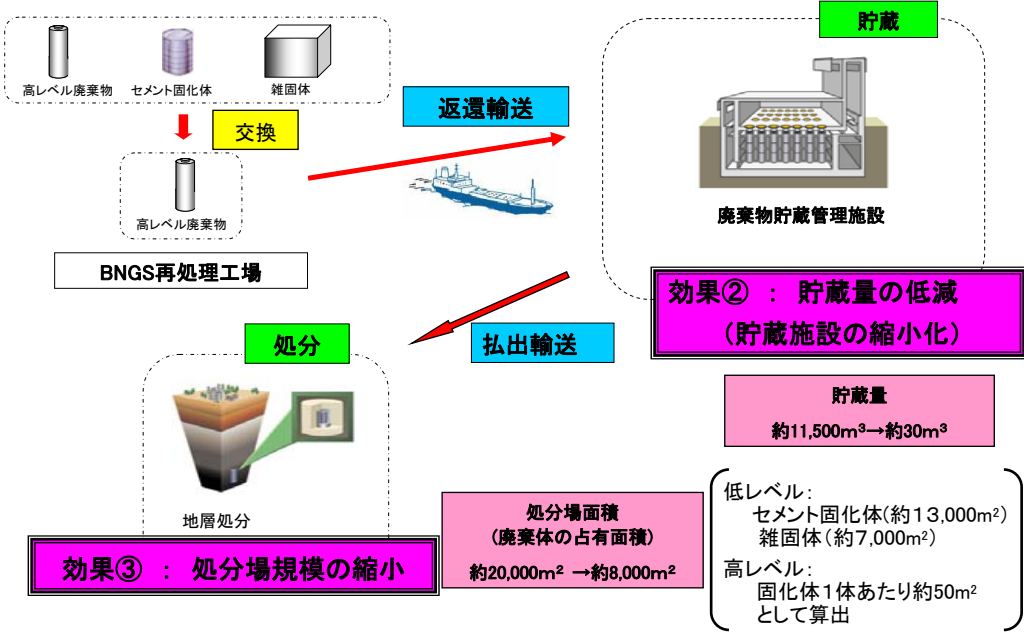 高レベル廃棄物
セメント固化体
雑固体
交換
高レベル廃棄物
BNGS再処理工場
返還輸送
貯蔵
廃棄物貯蔵管理施設
効果② : 貯蔵量の低減
(貯蔵施設の縮小化)
払出輸送
処分
地層処分
効果③ : 処分場規模の縮小
貯蔵量
約11,500m³→約30m³
処分場面積
(廃棄体の占有面積)
約20,000m² →約8,000m²
低レベル:
セメント固化体(約13,000m²)
雑固体(約7,000m²)
高レベル:
固化体1体あたり約50m²
として算出